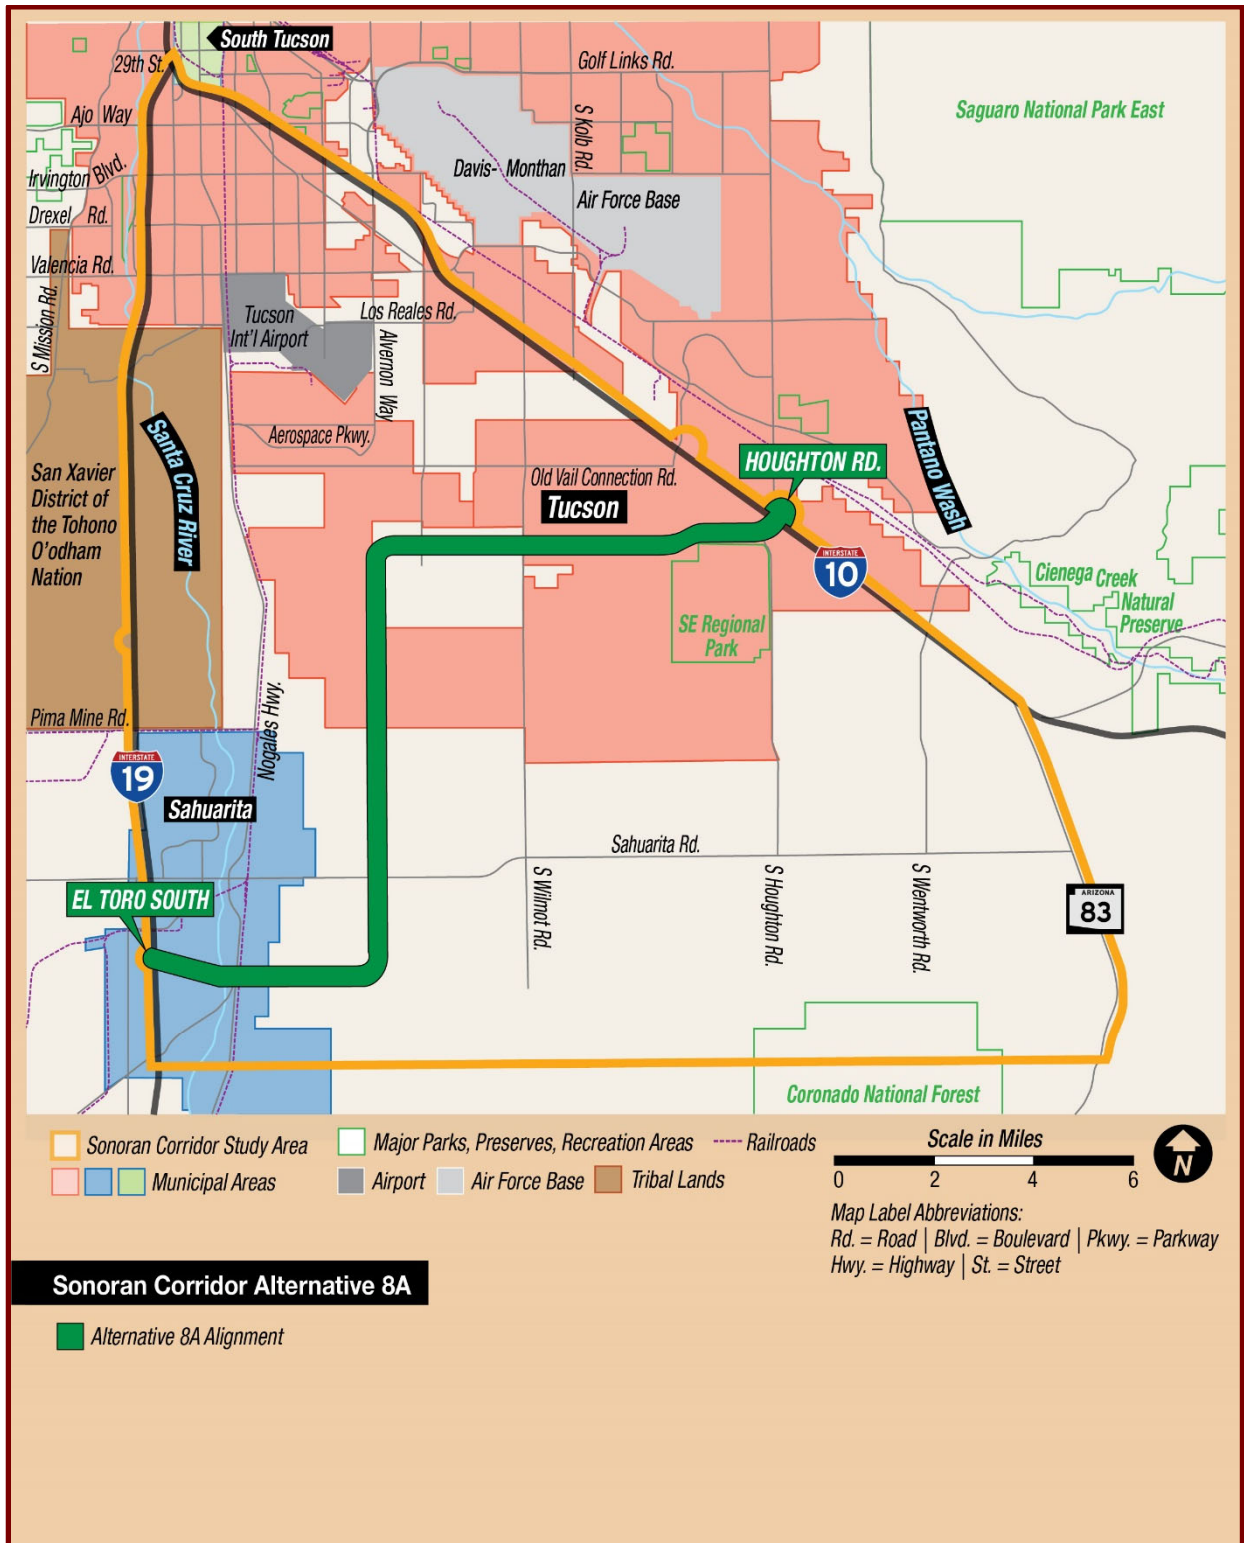 South Tucson
29th St.
Golf Links Rd.
Ajo Way
S Kolb Rd.
Saguaro National Park East
Irvington Blvd.
Davis-Monthan
Air Force Base
Drexel Rd.
Valencia Rd.
S Mission Rd.
Tucson
Int'l Airport
Los Reales Rd.
Alvernon Way
Santa Cruz River
Aerospace Pkwy.
Pantano Wash
HOUGHTON RD.
Old Vail Connection Rd.
Tucson
San Xavier
District of
the Tohono
O'odham
Nation
INTERSTATE
10
Cienega Creek
Natural
Preserve
SE Regional
Park
Nogales Hwy.
Pima Mine Rd.
INTERSTATE
19
Sahuarita
Sahuarita Rd.
S Wilmot Rd.
S Houghton Rd.
S Wentworth Rd.
EL TORO SOUTH
ARIZONA
83
Coronado National Forest
Sonoran Corridor Study Area
Major Parks, Preserves, Recreation Areas
Railroads
Municipal Areas
Airport
Air Force Base
Tribal Lands
Scale in Miles
0 2 4 6
N
Map Label Abbreviations:
Rd. = Road | Blvd. = Boulevard | Pkwy. = Parkway
Hwy. = Highway | St. = Street
Sonoran Corridor Alternative 8A
Alternative 8A Alignment